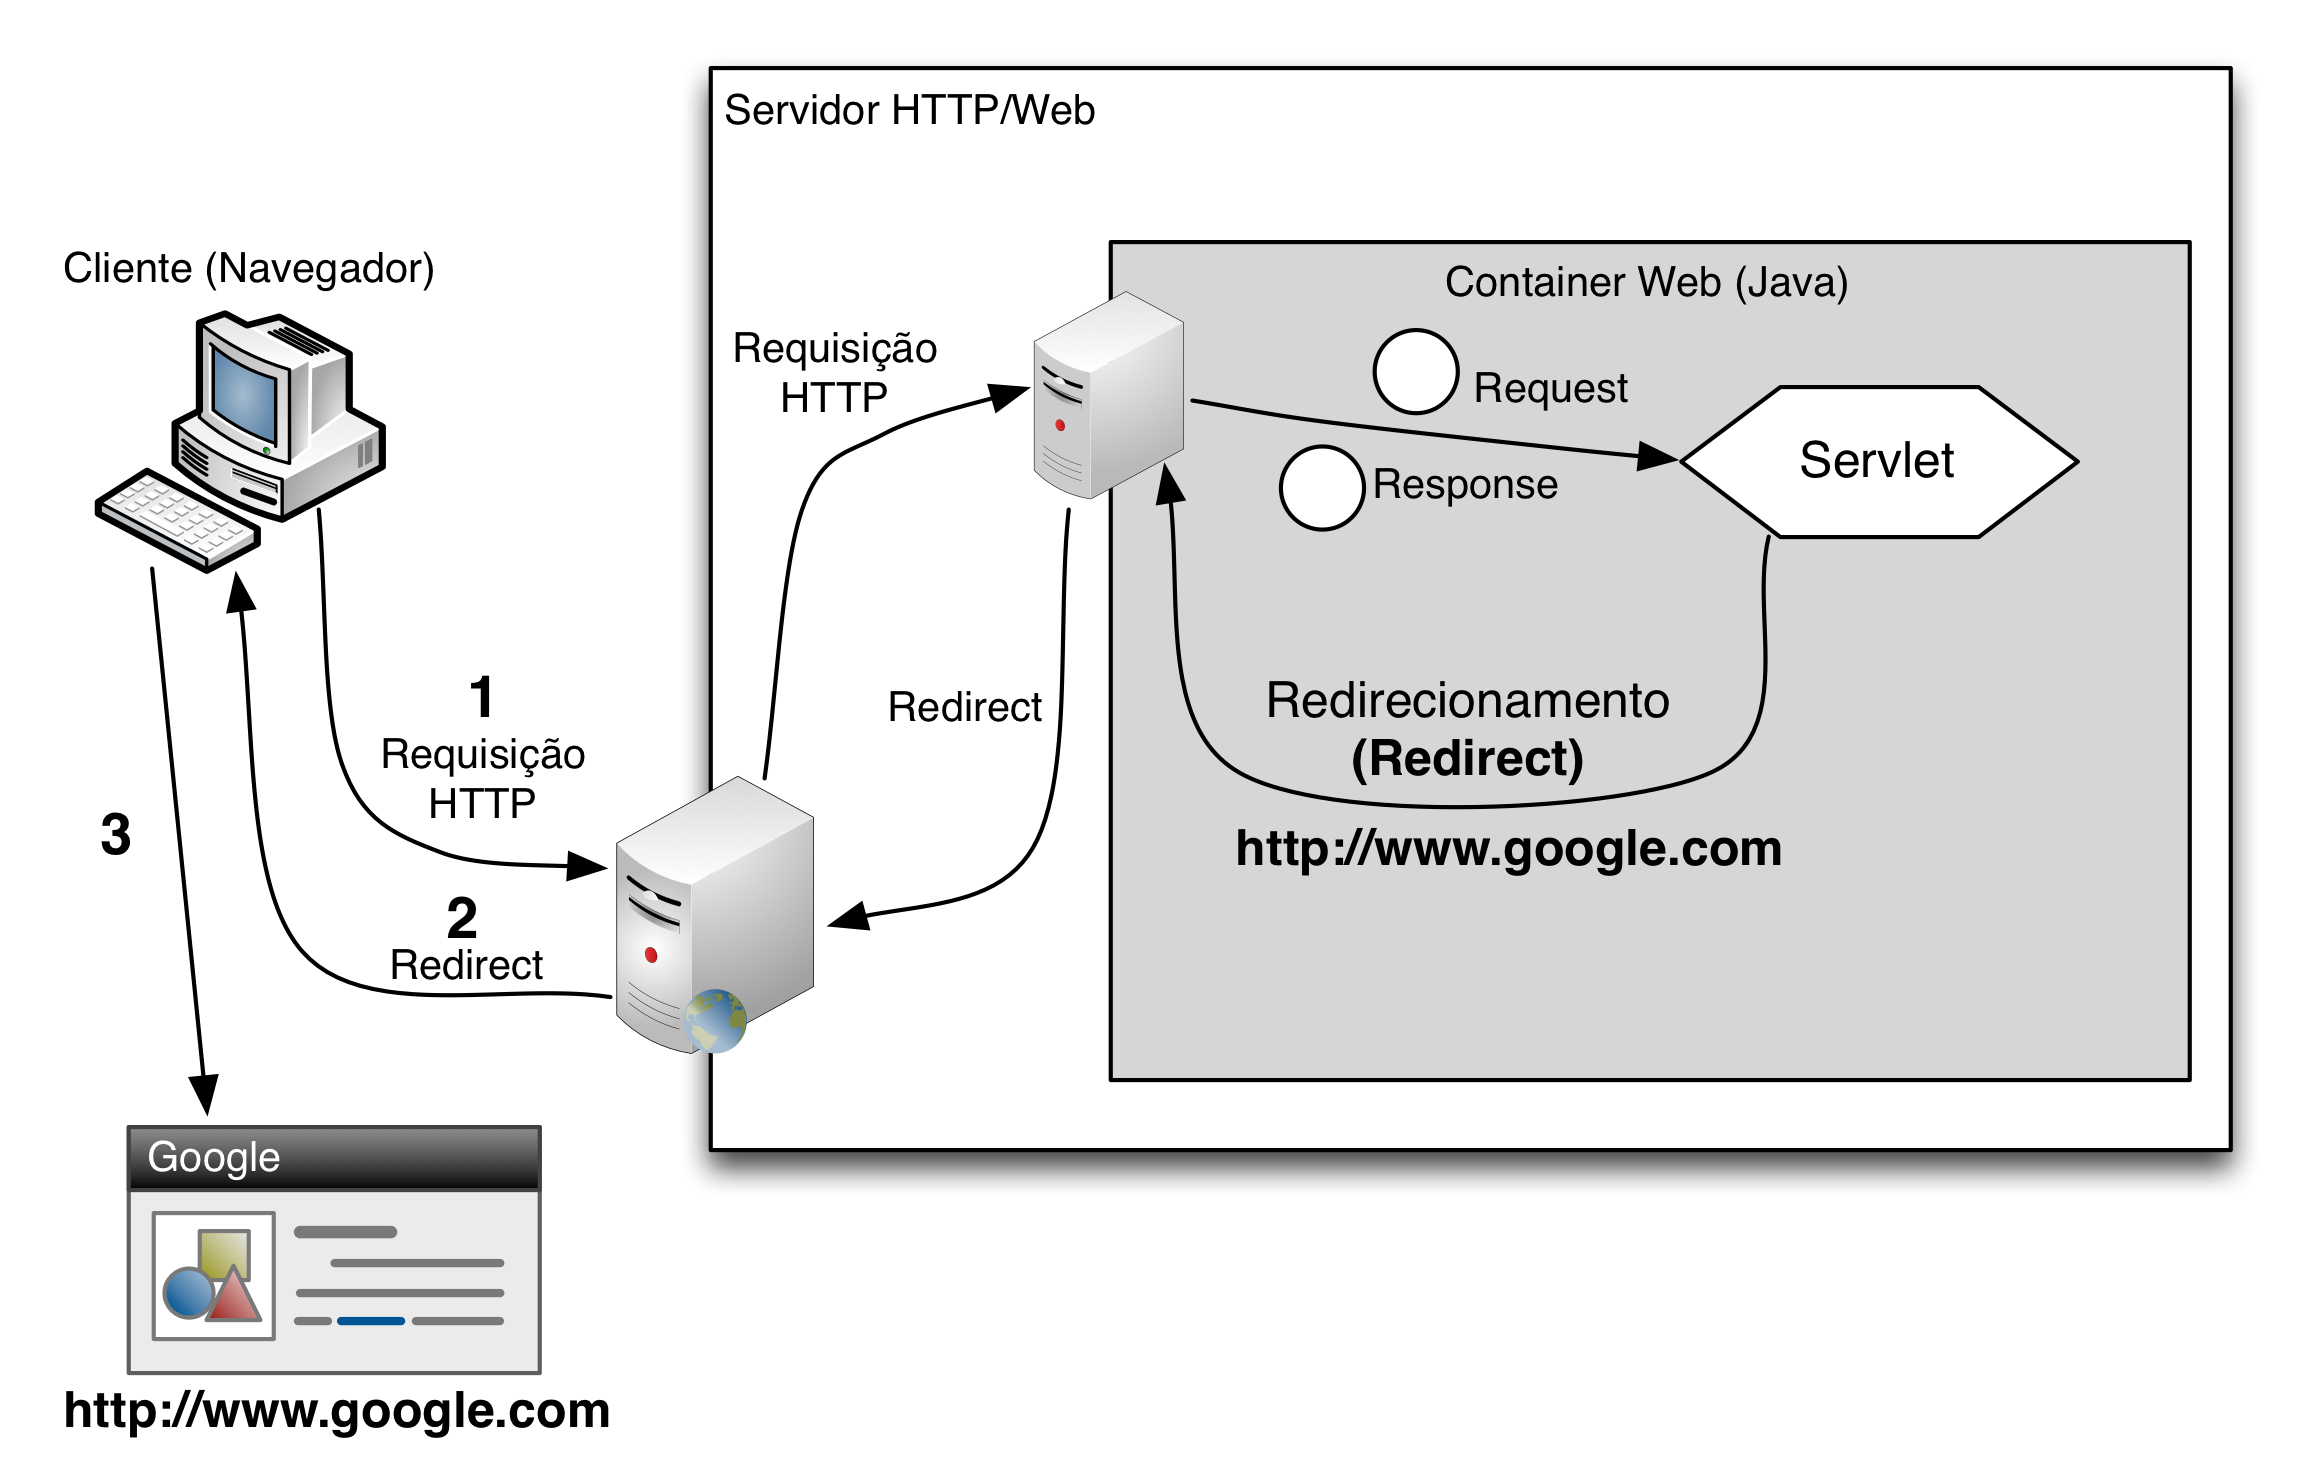 Servidor HTTP/Web
Cliente (Navegador)
Container Web (Java)
Requisição
HTTP
Request
Response
Servlet
1
Requisição
HTTP
Redirect
Redirecionamento
(Redirect)
http://www.google.com
3
2
Redirect
Google
http://www.google.com